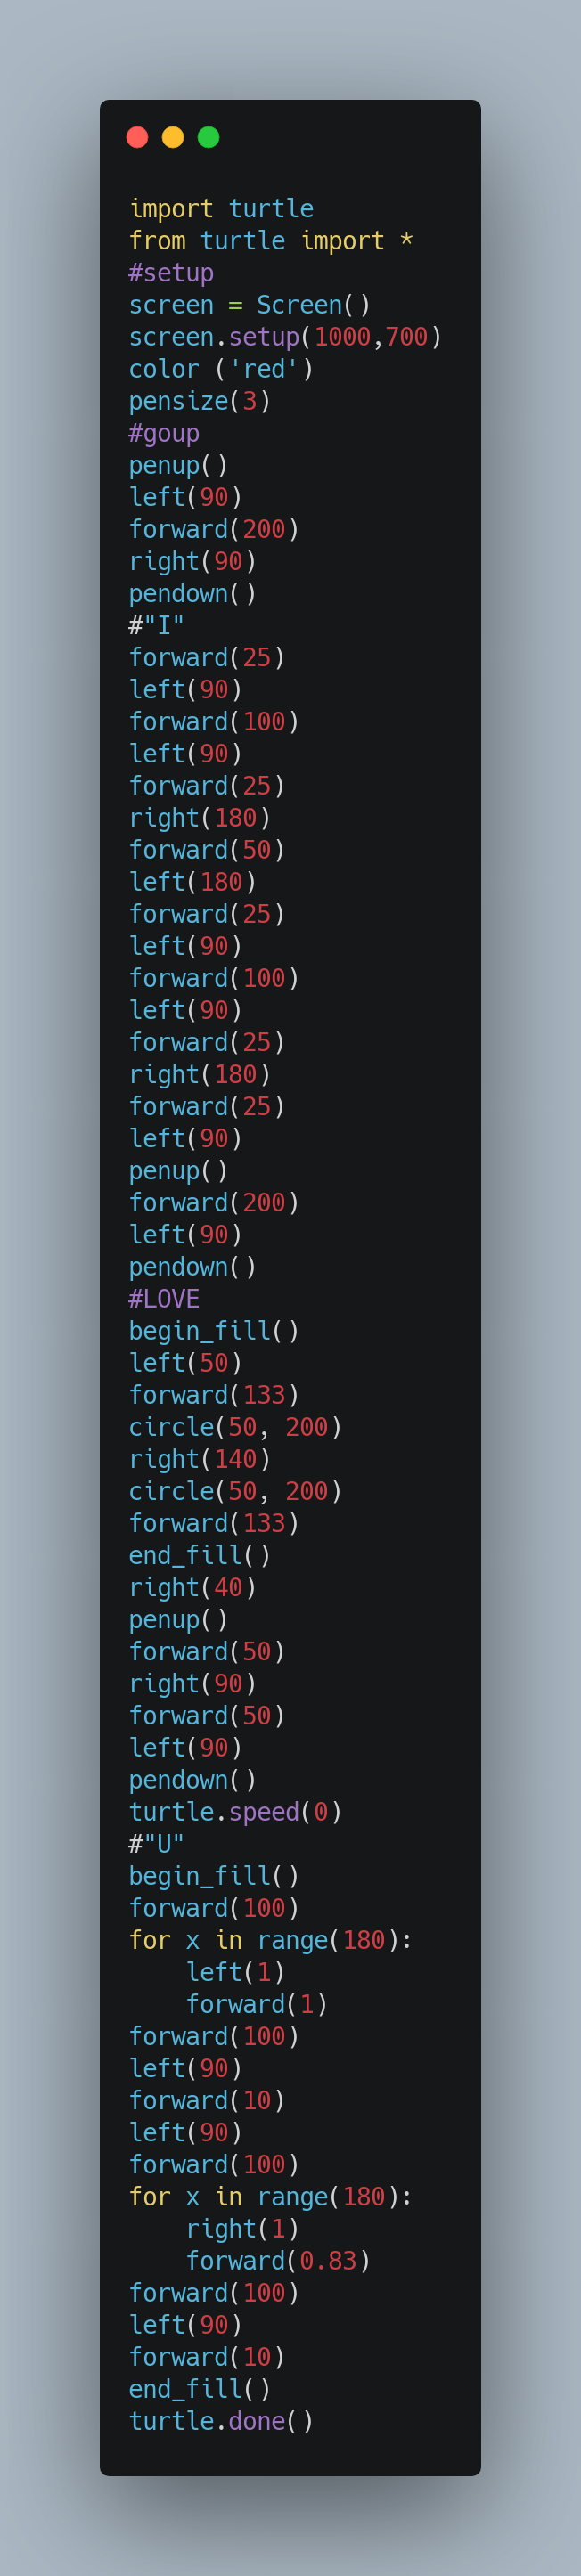 import turtle
from turtle import *
#setup
screen = Screen()
screen.setup(1000,700)
color ('red')
pensize(3)
#goup
penup()
left(90)
forward(200)
right(90)
pendown()
#"I"
forward(25)
left(90)
forward(100)
left(90)
forward(25)
right(180)
forward(50)
left(180)
forward(25)
left(90)
forward(100)
left(90)
forward(25)
right(180)
forward(25)
left(90)
penup()
forward(200)
left(90)
pendown()
#LOVE
begin_fill()
left(50)
forward(133)
circle(50, 200)
right(140)
circle(50, 200)
forward(133)
end_fill()
right(40)
penup()
forward(50)
right(90)
forward(50)
left(90)
pendown()
turtle.speed(0)
#"U"
begin_fill()
forward(100)
for x in range(180):
    left(1)
    forward(1)
forward(100)
left(90)
forward(10)
left(90)
forward(100)
for x in range(180):
    right(1)
    forward(0.83)
forward(100)
left(90)
forward(10)
end_fill()
turtle.done()